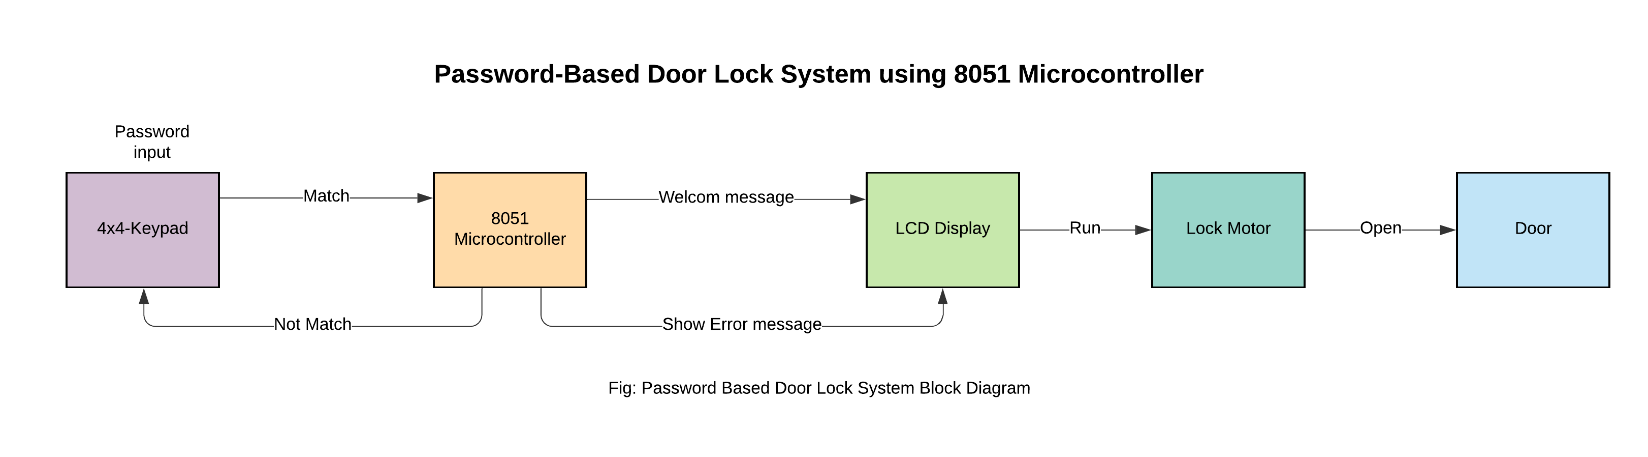 Password-Based Door Lock System using 8051 Microcontroller
Password
input
4x4-Keypad
Match
8051
Microcontroller
Welcom message
LCD Display
Run
Lock Motor
Open
Door
Not Match
Show Error message
Fig: Password Based Door Lock System Block Diagram